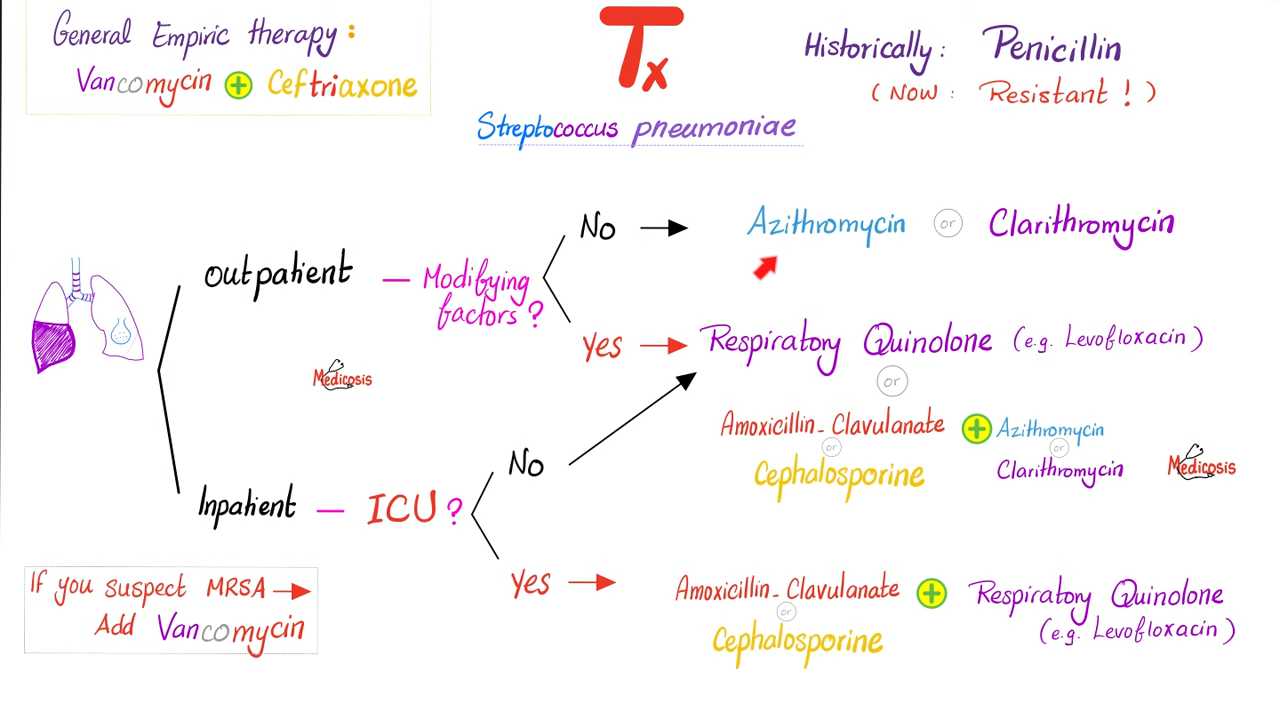 General Empiric therapy:
Vancomycin + Ceftriaxone
Tx
Streptococcus pneumoniae
Historically: Penicillin
(Now: Resistant!)
Outpatient — Modifying factors?
No → Azithromycin or Clarithromycin
Yes → Respiratory Quinolone (e.g. Levofloxacin)
or
Amoxicillin-Clavulanate + Azithromycin
or or
Cephalosporine Clarithromycin
Medicosis
Medicosis
Inpatient — ICU?
No
Yes → Amoxicillin-Clavulanate + Respiratory Quinolone
or
Cephalosporine (e.g. Levofloxacin)
If you suspect MRSA →
Add Vancomycin